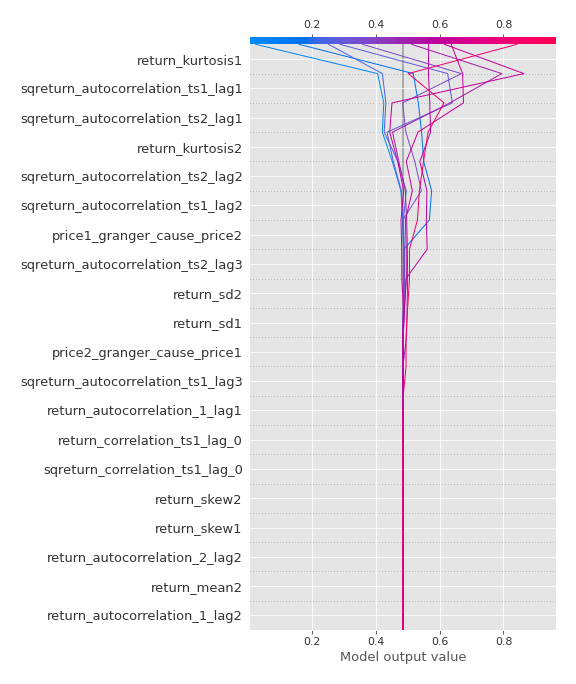 0.2 0.4 0.6 0.8
return_kurtosis1
sqreturn_autocorrelation_ts1_lag1
sqreturn_autocorrelation_ts2_lag1
return_kurtosis2
sqreturn_autocorrelation_ts2_lag2
sqreturn_autocorrelation_ts1_lag2
price1_granger_cause_price2
sqreturn_autocorrelation_ts2_lag3
return_sd2
return_sd1
price2_granger_cause_price1
sqreturn_autocorrelation_ts1_lag3
return_autocorrelation_1_lag1
return_correlation_ts1_lag_0
sqreturn_correlation_ts1_lag_0
return_skew2
return_skew1
return_autocorrelation_2_lag2
return_mean2
return_autocorrelation_1_lag2
0.2 0.4 0.6 0.8
Model output value